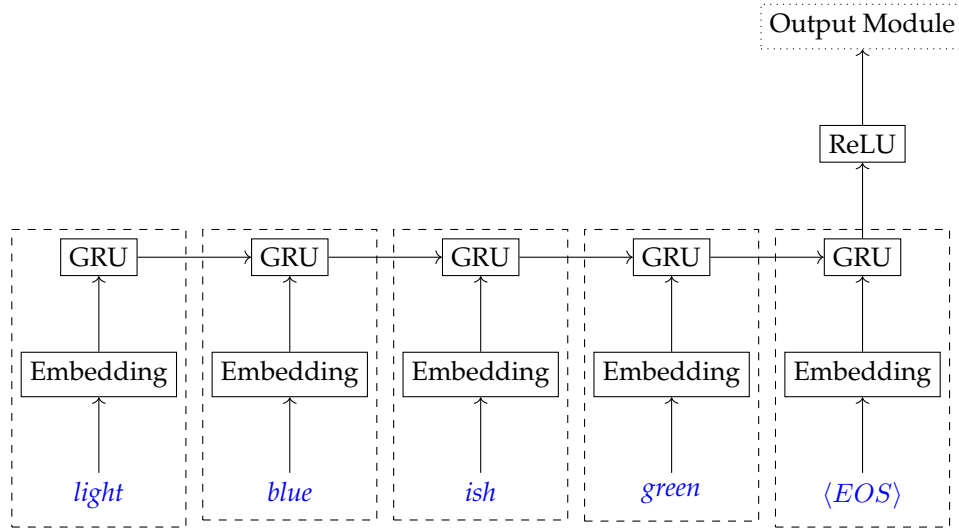 Output Module
ReLU
GRU GRU GRU GRU GRU
Embedding Embedding Embedding Embedding Embedding
light blue ish green ⟨EOS⟩